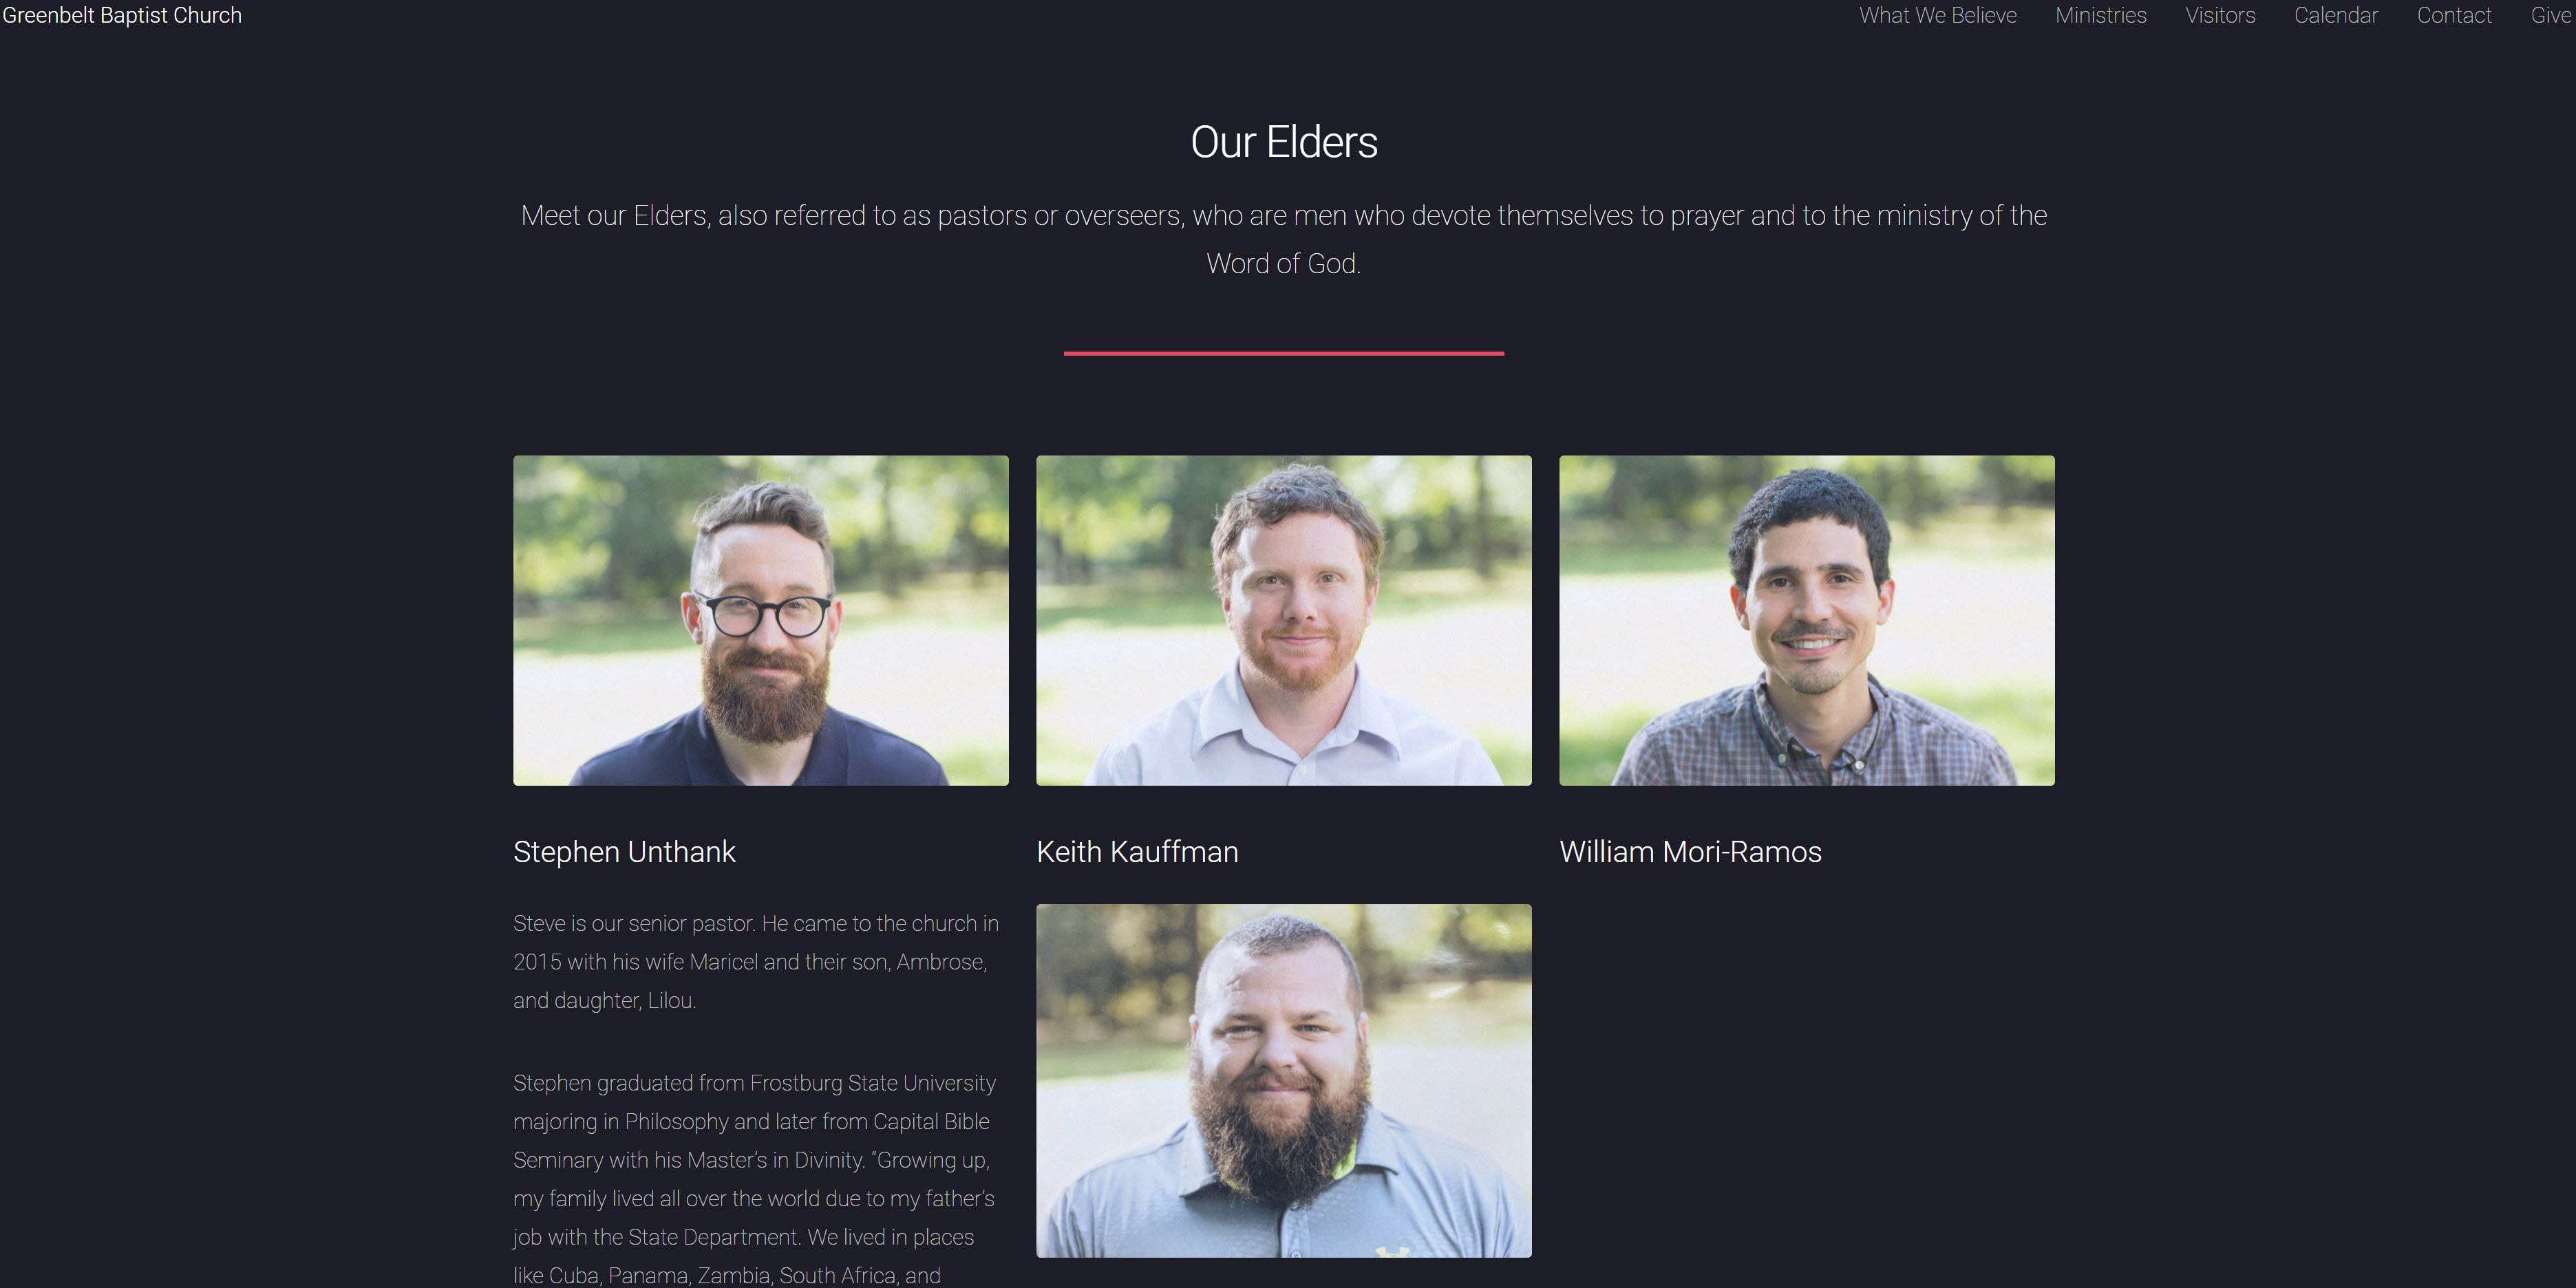 Greenbelt Baptist Church
What We Believe Ministries Visitors Calendar Contact Give
Our Elders
Meet our Elders, also referred to as pastors or overseers, who are men who devote themselves to prayer and to the ministry of the
Word of God.
Stephen Unthank
Keith Kauffman
William Mori-Ramos
Steve is our senior pastor. He came to the church in
2015 with his wife Maricel and their son, Ambrose,
and daughter, Lilou.
Stephen graduated from Frostburg State University
majoring in Philosophy and later from Capital Bible
Seminary with his Master’s in Divinity. “Growing up,
my family lived all over the world due to my father’s
job with the State Department. We lived in places
like Cuba, Panama, Zambia, South Africa, and